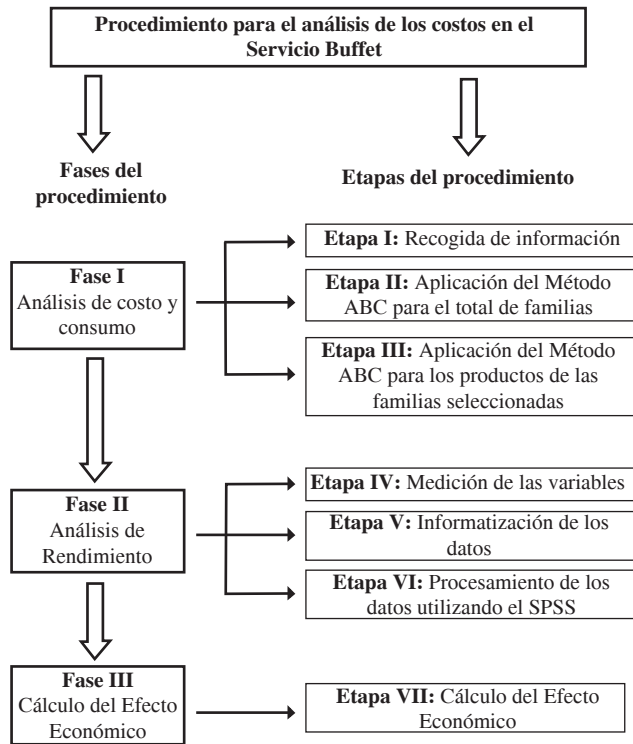 Procedimiento para el análisis de los costos en el
Servicio Buffet
Fases del
procedimiento
Etapas del procedimiento
Fase I
Análisis de costo y
consumo
Etapa I: Recogida de información
Etapa II: Aplicación del Método
ABC para el total de familias
Etapa III: Aplicación del Método
ABC para los productos de las
familias seleccionadas
Fase II
Análisis de
Rendimiento
Etapa IV: Medición de las variables
Etapa V: Informatización de los
datos
Etapa VI: Procesamiento de los
datos utilizando el SPSS
Fase III
Cálculo del Efecto
Económico
Etapa VII: Cálculo del Efecto
Económico